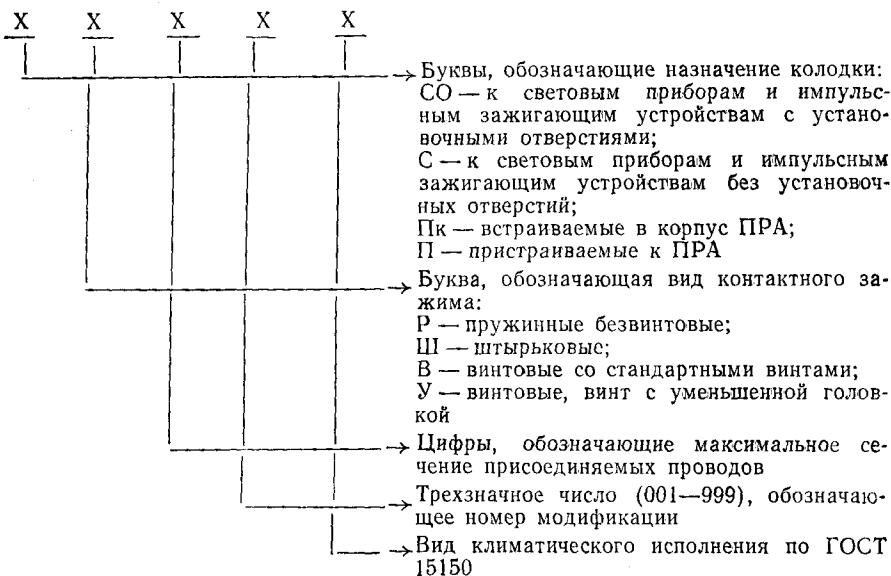 X X X X X
Буквы, обозначающие назначение колодки:
СО — к световым приборам и импульс-
ным зажигающим устройствам с устано-
вочными отверстиями;
С — к световым приборам и импульсным
зажигающим устройствам без установоч-
ных отверстий;
Пк — встраиваемые в корпус ПРА;
П — пристраиваемые к ПРА
Буква, обозначающая вид контактного за-
жима:
Р — пружинные безвинтовые;
Ш — штырьковые;
В — винтовые со стандартными винтами;
У — винтовые, винт с уменьшенной голов-
кой
Цифры, обозначающие максимальное се-
чение присоединяемых проводов
Трехзначное число (001—999), обозначаю-
щее номер модификации
Вид климатического исполнения по ГОСТ
15150